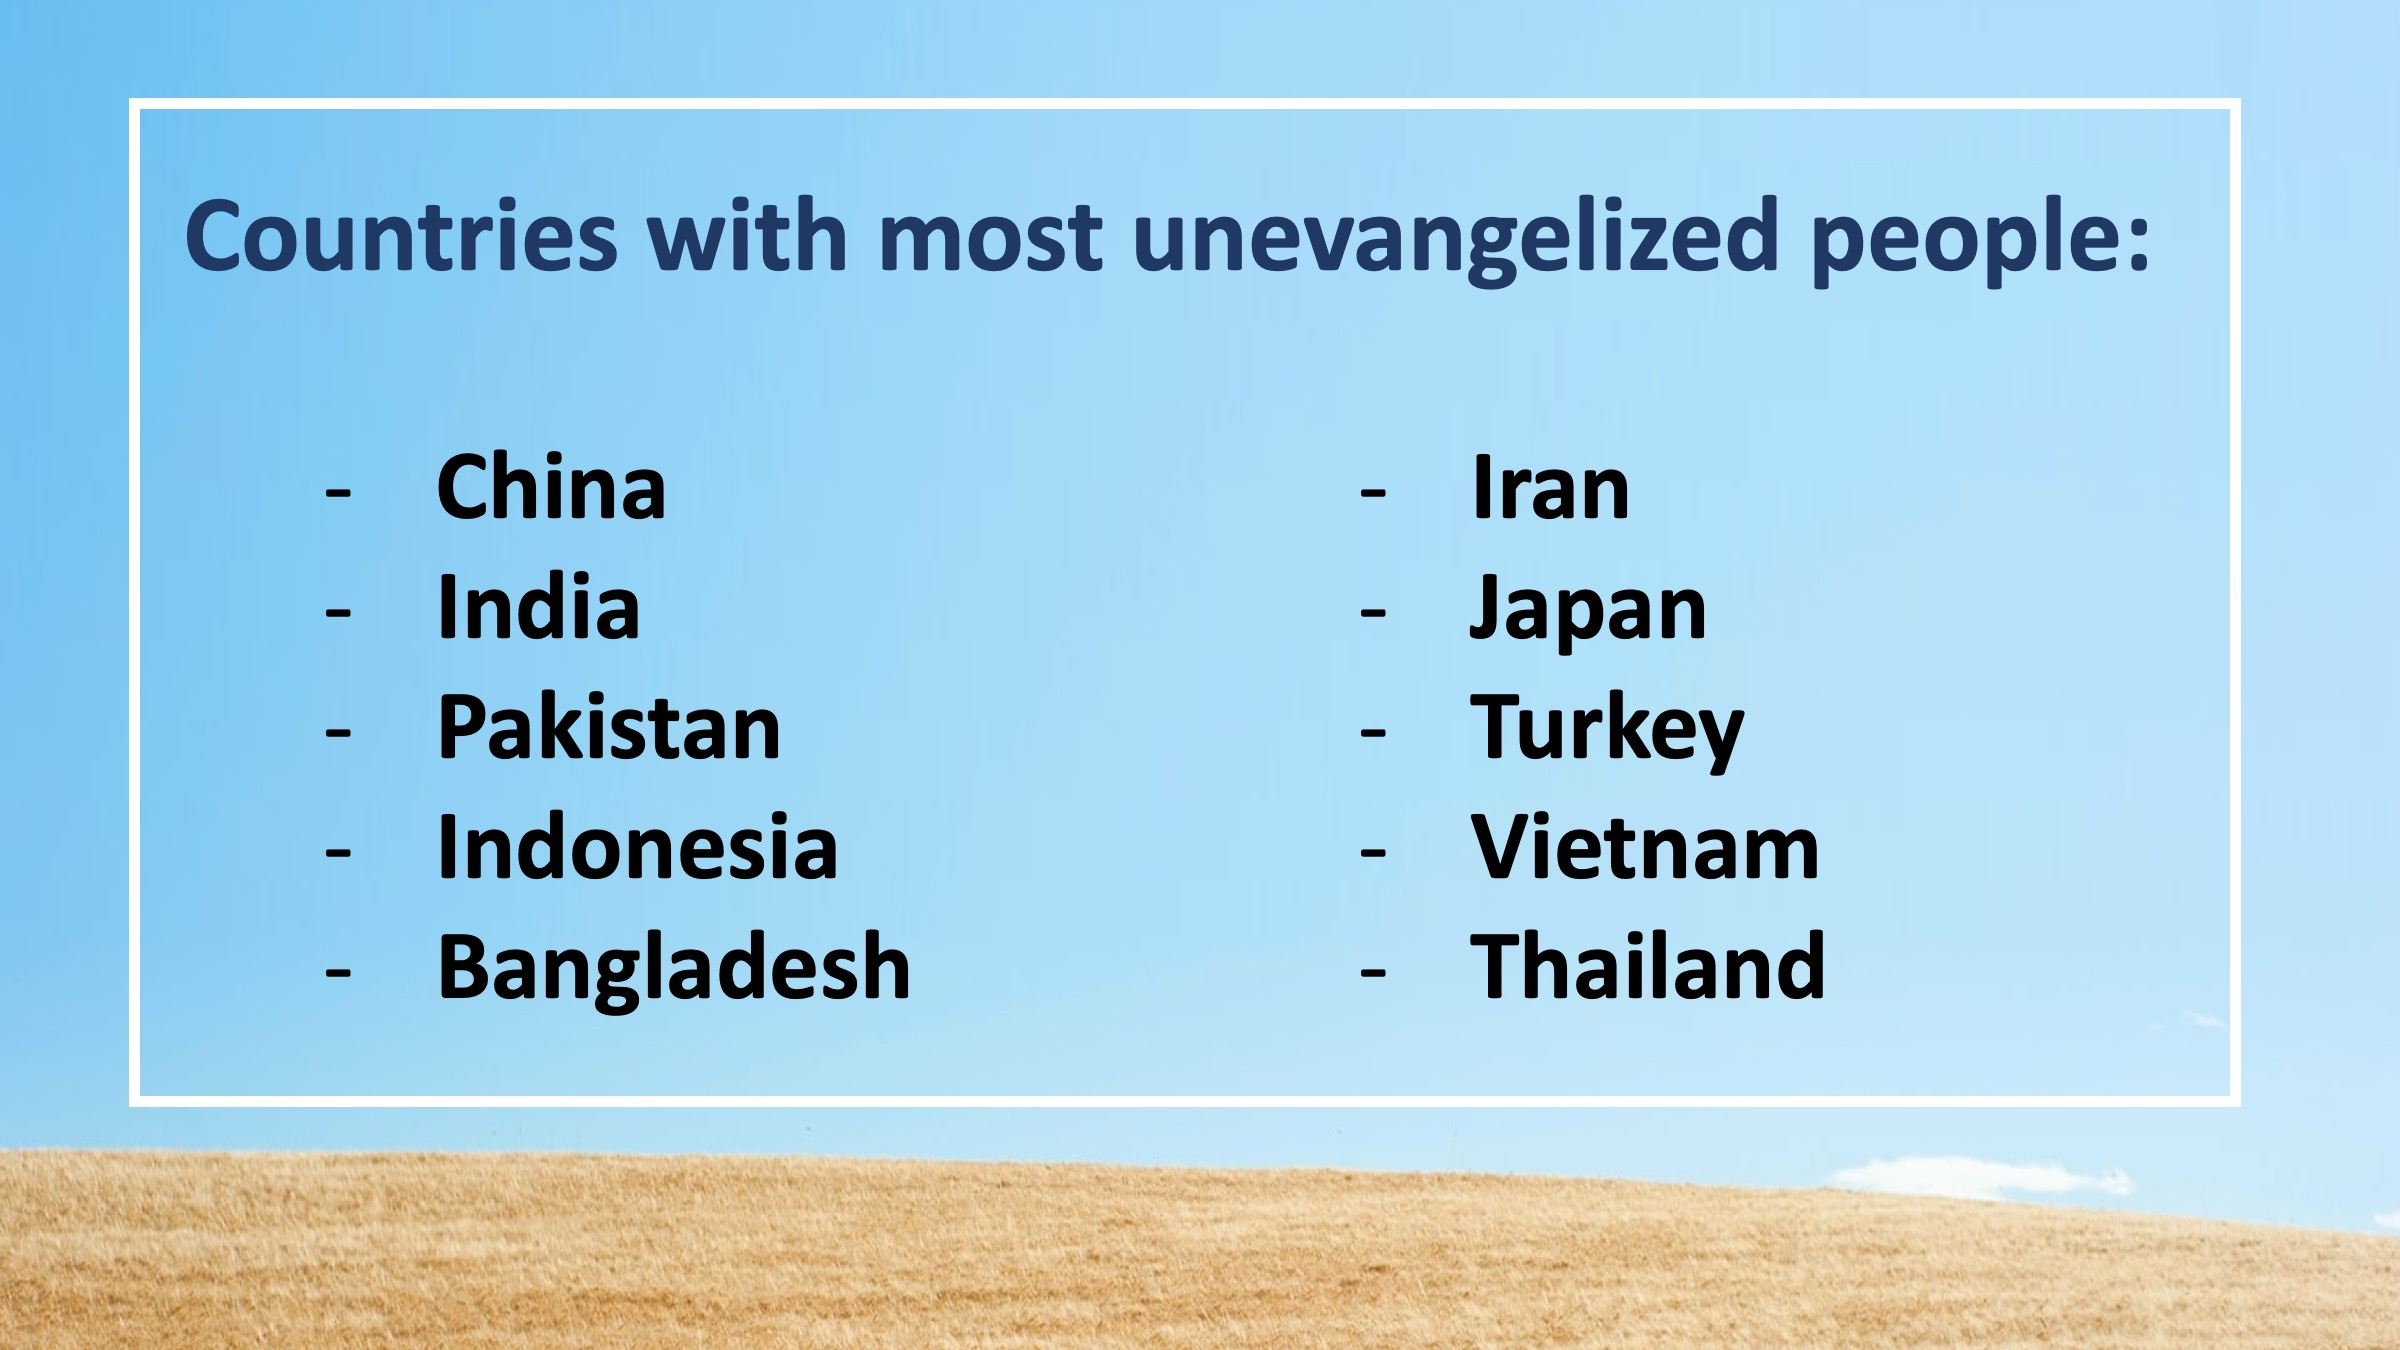 Countries with most unevangelized people:
- China
- India
- Pakistan
- Indonesia
- Bangladesh
- Iran
- Japan
- Turkey
- Vietnam
- Thailand